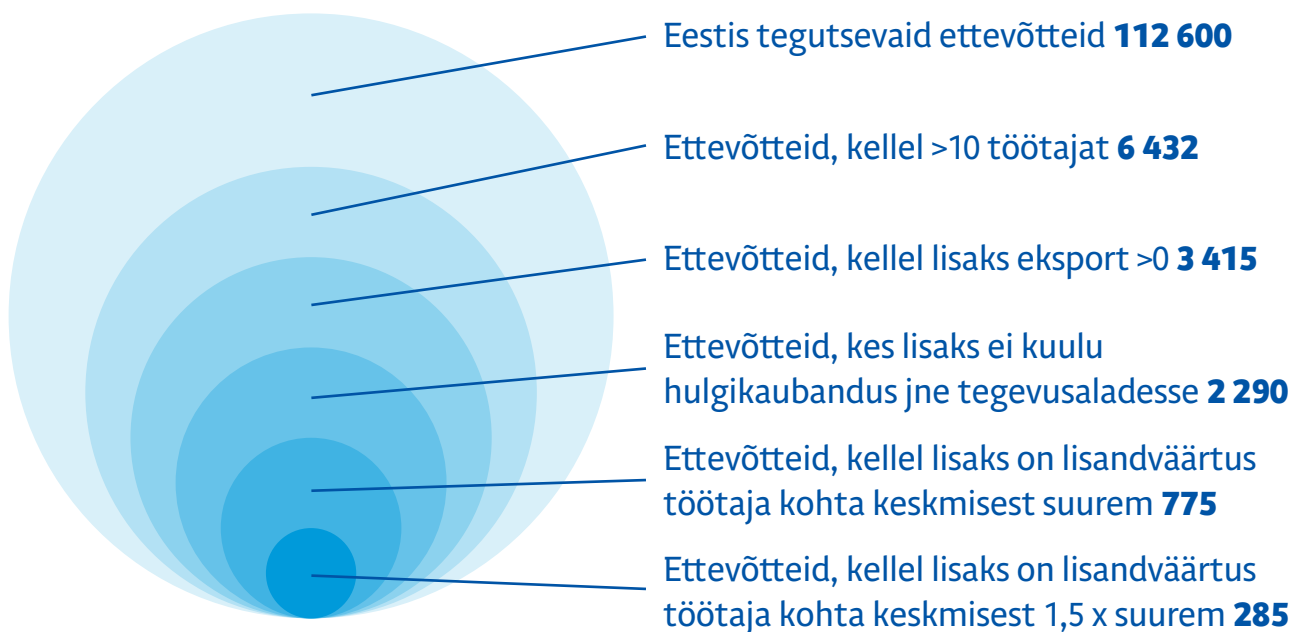 Eestis tegutsevaid ettevõtteid 112 600
Ettevõtteid, kellel >10 töötajat 6 432
Ettevõtteid, kellel lisaks eksport >0 3 415
Ettevõtteid, kes lisaks ei kuulu
hulgikaubandus jne tegevusaladesse 2 290
Ettevõtteid, kellel lisaks on lisandväärtus
töötaja kohta keskmisest suurem 775
Ettevõtteid, kellel lisaks on lisandväärtus
töötaja kohta keskmisest 1,5 x suurem 285